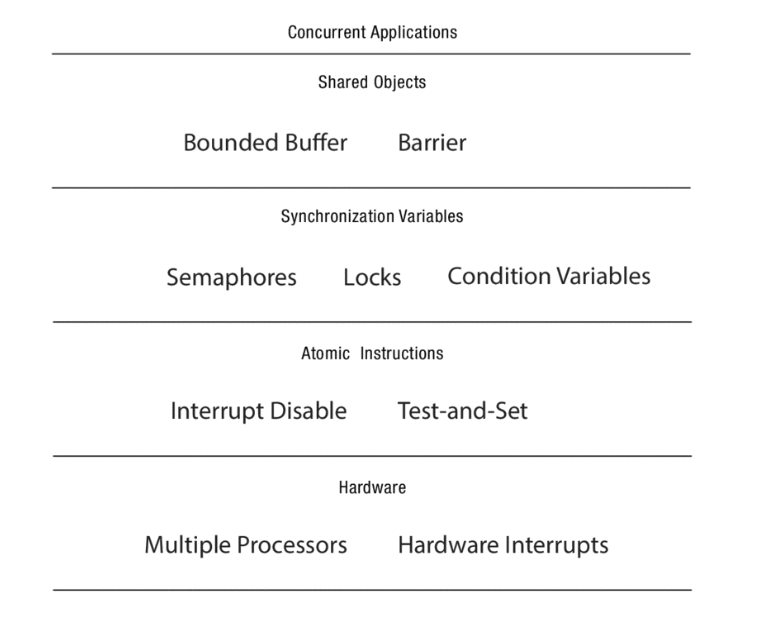 Concurrent Applications
Shared Objects
Bounded Buffer Barrier
Synchronization Variables
Semaphores Locks Condition Variables
Atomic Instructions
Interrupt Disable Test-and-Set
Hardware
Multiple Processors Hardware Interrupts